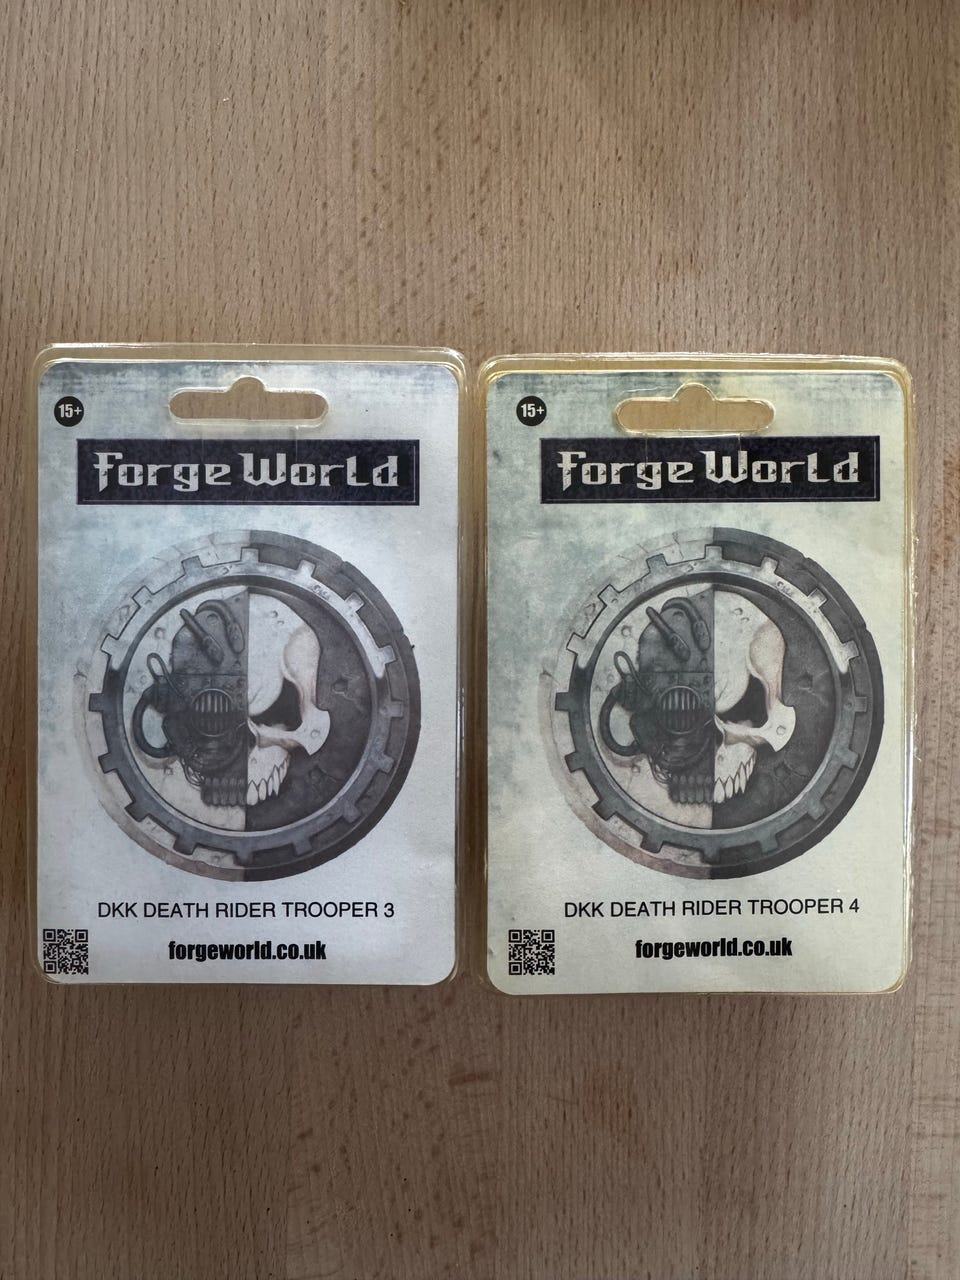 15+
Forge World
DKK DEATH RIDER TROOPER 3
forgeworld.co.uk
15+
Forge World
DKK DEATH RIDER TROOPER 4
forgeworld.co.uk